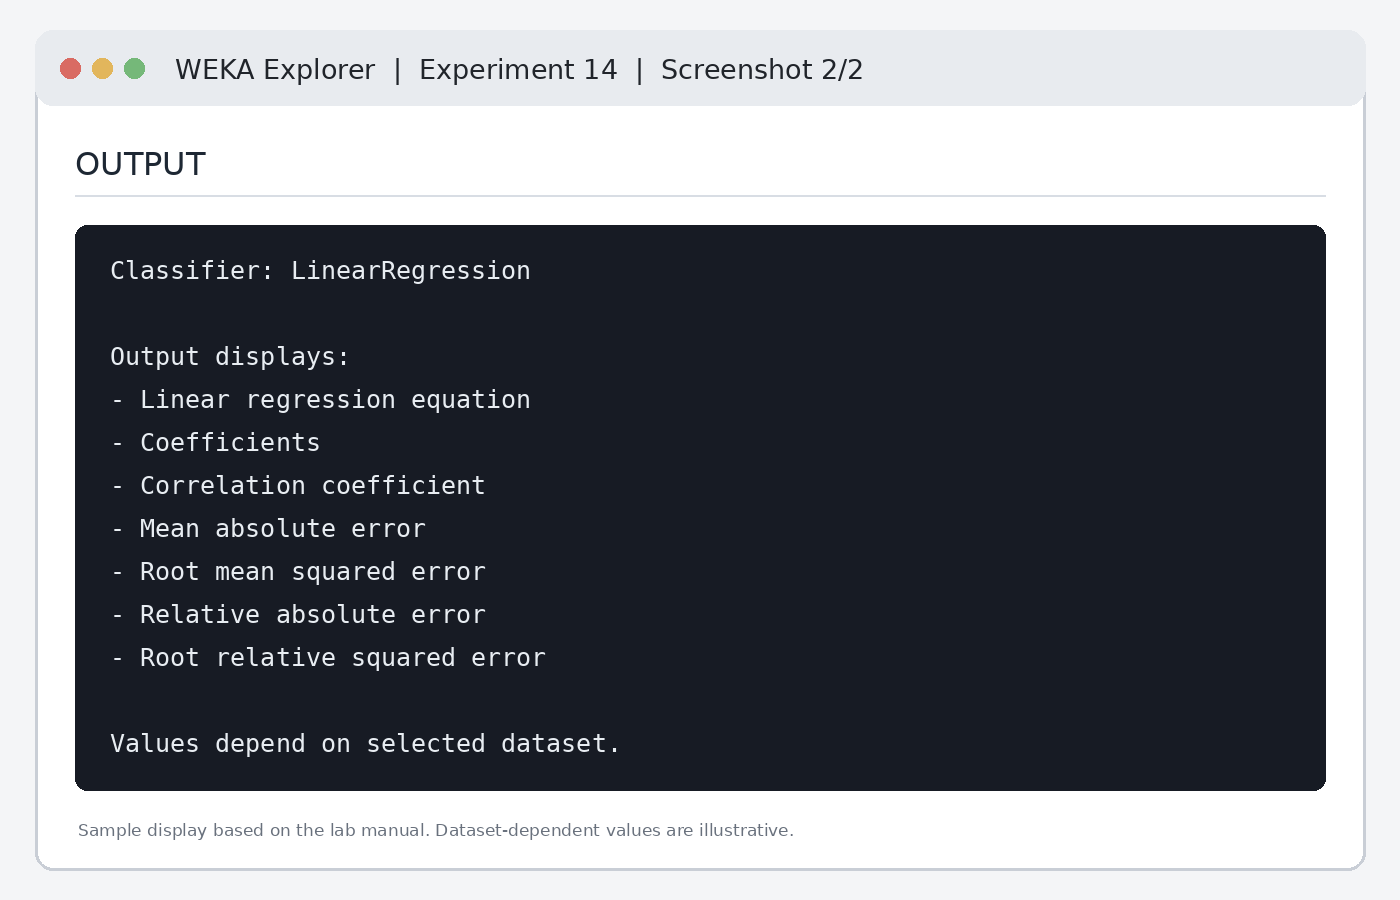 WEKA Explorer | Experiment 14 | Screenshot 2/2
OUTPUT
Classifier: LinearRegression
Output displays:
- Linear regression equation
- Coefficients
- Correlation coefficient
- Mean absolute error
- Root mean squared error
- Relative absolute error
- Root relative squared error
Values depend on selected dataset.
Sample display based on the lab manual. Dataset-dependent values are illustrative.